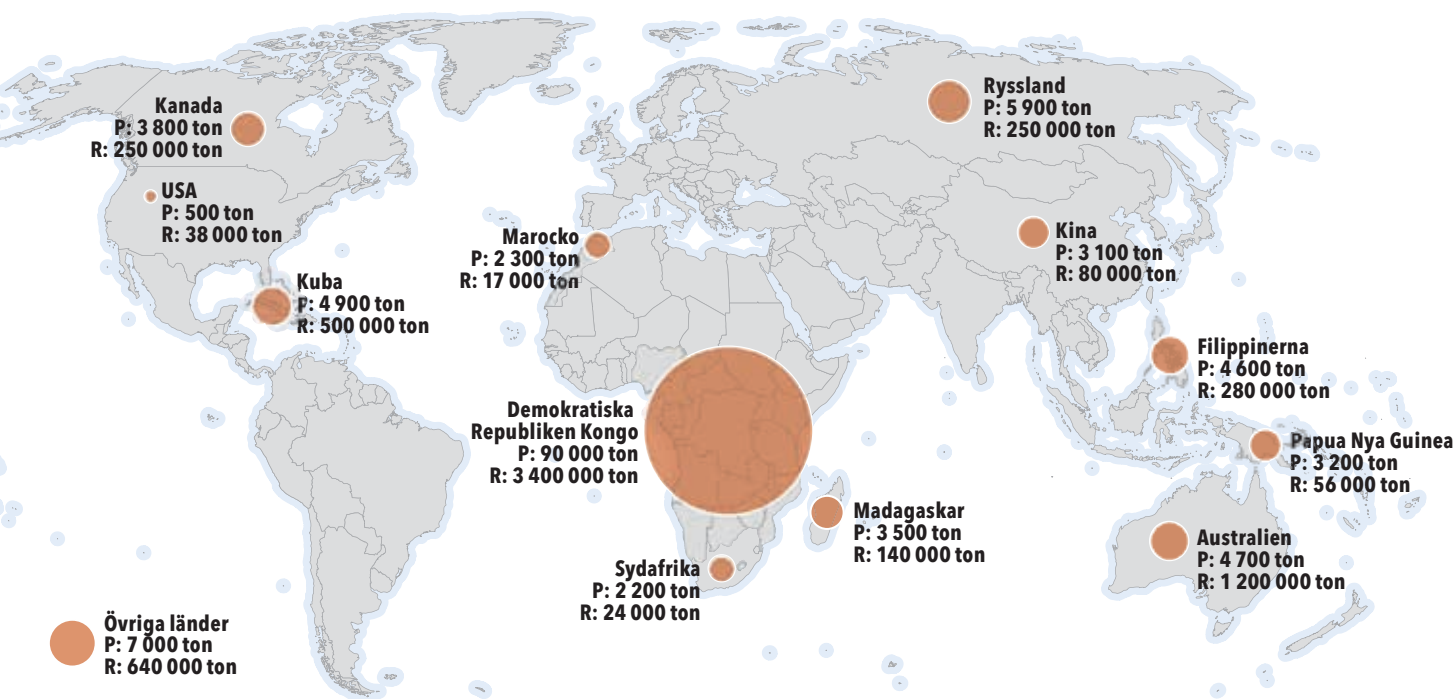 Kanada
P: 3 800 ton
R: 250 000 ton
USA
P: 500 ton
R: 38 000 ton
Kuba
P: 4 900 ton
R: 500 000 ton
Marocko
P: 2 300 ton
R: 17 000 ton
Ryssland
P: 5 900 ton
R: 250 000 ton
Kina
P: 3 100 ton
R: 80 000 ton
Filippinerna
P: 4 600 ton
R: 280 000 ton
Demokratiska
Republiken Kongo
P: 90 000 ton
R: 3 400 000 ton
Papua Nya Guinea
P: 3 200 ton
R: 56 000 ton
Madagaskar
P: 3 500 ton
R: 140 000 ton
Australien
P: 4 700 ton
R: 1 200 000 ton
Sydafrika
P: 2 200 ton
R: 24 000 ton
Övriga länder
P: 7 000 ton
R: 640 000 ton